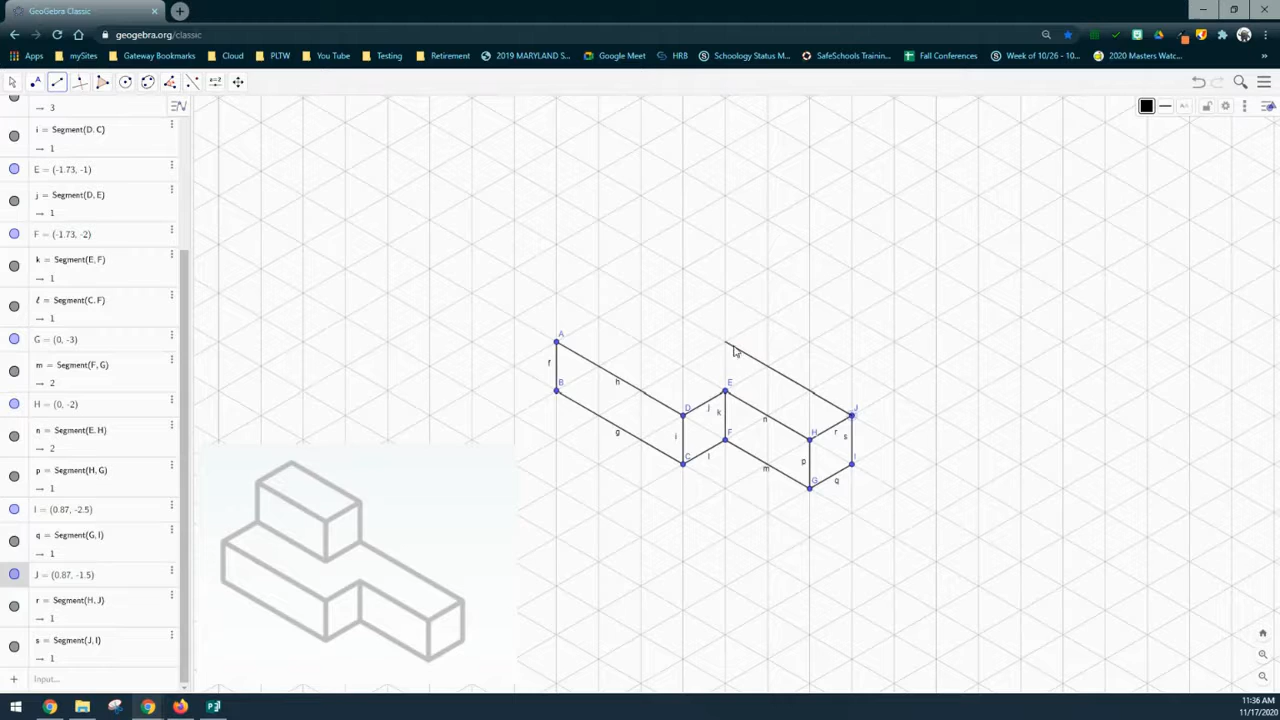 GeoGebra Classic
geogebra.org/classic
Apps mySites Gateway Bookmarks Cloud PLTW You Tube Testing Retirement 2019 MARYLAND S... Google Meet HRB Schoology Status M... SafeSchools Trainin... Fall Conferences Week of 10/26 - 10... 2020 Masters Watc...
→ 3
i = Segment(D, C)
→ 1
E = (-1.73, -1)
j = Segment(D, E)
→ 1
F = (-1.73, -2)
k = Segment(E, F)
→ 1
ℓ = Segment(C, F)
→ 1
G = (0, -3)
m = Segment(F, G)
→ 2
H = (0, -2)
n = Segment(E, H)
→ 2
p = Segment(H, G)
→ 1
I = (0.87, -2.5)
q = Segment(G, I)
→ 1
J = (0.87, -1.5)
r = Segment(H, J)
→ 1
s = Segment(J, I)
→ 1
Input...
A
f
B
h
g
D
j
E
k
i
C
l
F
n
m
H
p
G
r
J
s
I
q
11:36 AM
11/17/2020